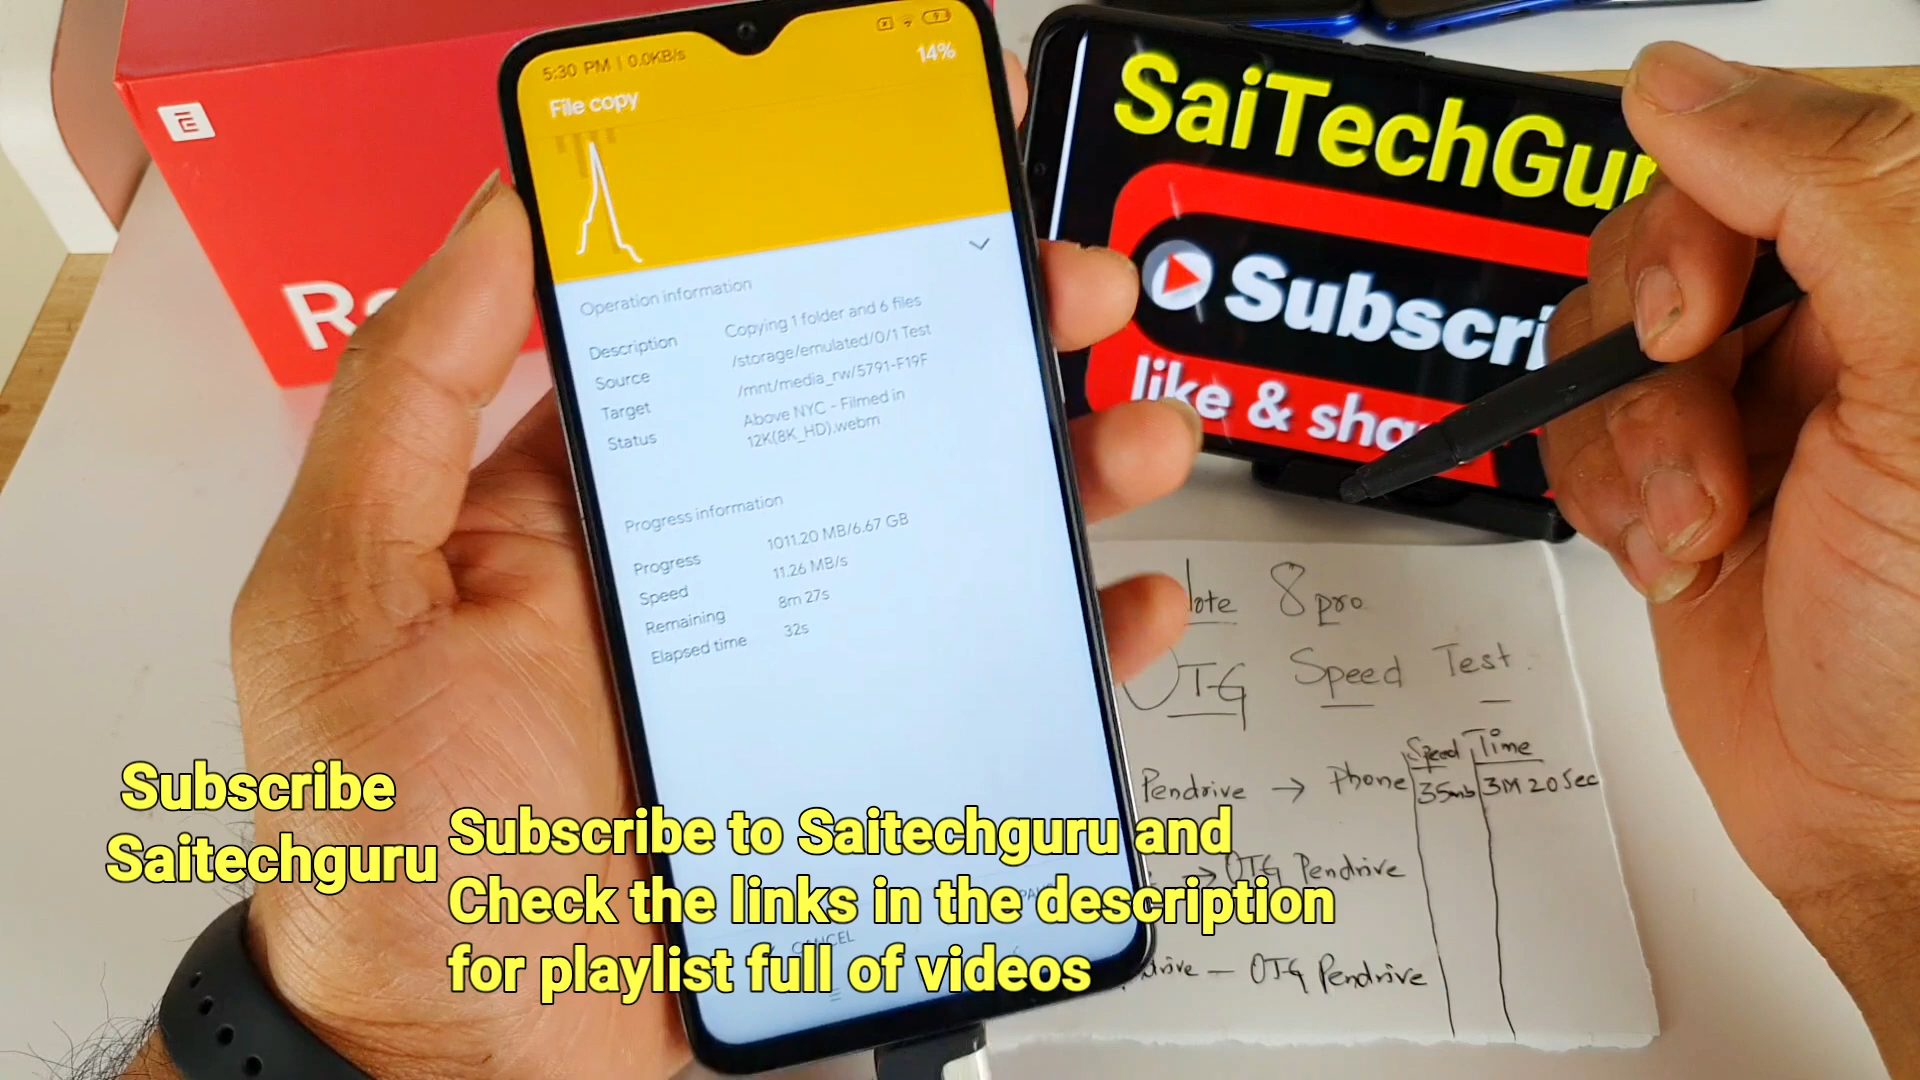 5:30 PM | 0.0KB/s
14%
File copy
Operation information
Description Copying 1 folder and 6 files
Source /storage/emulated/0/1 Test
Target /mnt/media_rw/5791-F19F
Status Above NYC - Filmed in
12K(8K_HD).webm
Progress information
Progress 1011.20 MB/6.67 GB
Speed 11.26 MB/s
Remaining 8m 27s
Elapsed time 32s
CANCEL
SaiTechGur
Subscri
like & sha
8 pro
OTG Speed Test.
Speed Time
Pendrive → Phone 35mb 3M 20 Sec
→ OTG Pendrive
— OTG Pendrive
Subscribe
Saitechguru
Subscribe to Saitechguru and
Check the links in the description
for playlist full of videos